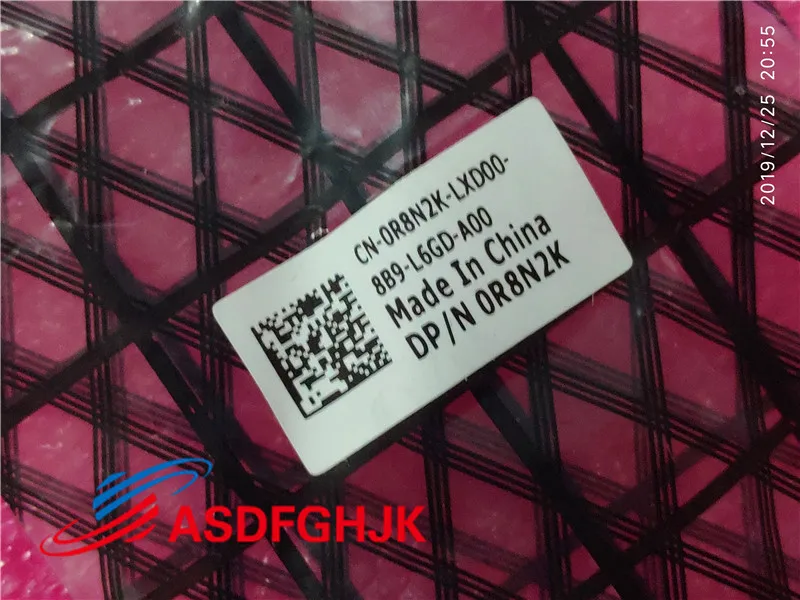 CN-0R8N2K-LXD00-
8B9-L6GD-A00
Made In China
DP/N 0R8N2K
2019/12/25 20:55
ASDFGHJK